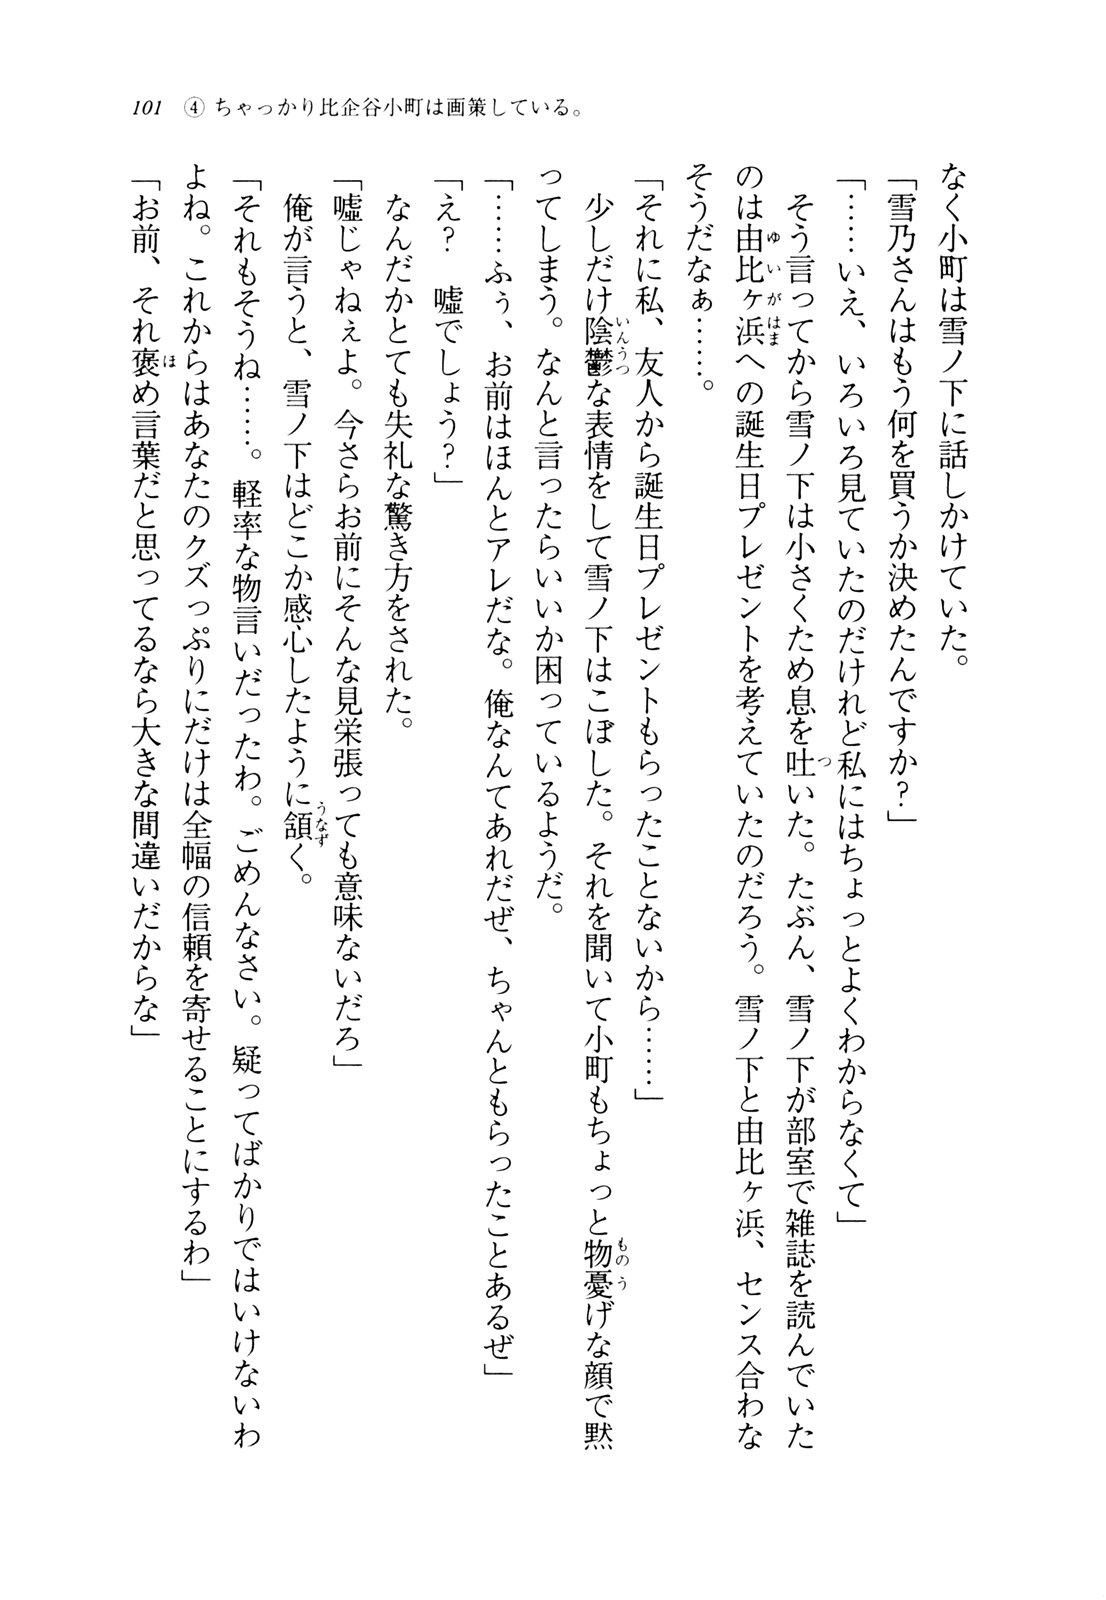 101 ④ ちゃっかり比企谷小町は画策している。
なく小町は雪ノ下に話しかけていた。
「雪乃さんはもう何を買うか決めたんですか？」
「……いえ、いろいろ見ていたのだけれど私にはちょっとよくわからなくて」
　そう言ってから雪ノ下は小さくため息を吐いた。たぶん、雪ノ下が部室で雑誌を読んでいた
のは由比ヶ浜への誕生日プレゼントを考えていたのだろう。雪ノ下と由比ヶ浜、センス合わな
そうだなぁ……。
「それに私、友人から誕生日プレゼントもらったことないから……」
　少しだけ陰鬱な表情をして雪ノ下はこぼした。それを聞いて小町もちょっと物憂げな顔で黙
ってしまう。なんと言ったらいいか困っているようだ。
「……ふぅ、お前はほんとアレだな。俺なんてあれだぜ、ちゃんともらったことあるぜ」
「え？　嘘でしょう？」
　なんだかとても失礼な驚き方をされた。
「嘘じゃねぇよ。今さらお前にそんな見栄張っても意味ないだろ」
　俺が言うと、雪ノ下はどこか感心したように頷く。
「それもそうね……。軽率な物言いだったわ。ごめんなさい。疑ってばかりではいけないわ
よね。これからはあなたのクズっぷりにだけは全幅の信頼を寄せることにするわ」
「お前、それ褒め言葉だと思ってるなら大きな間違いだからな」